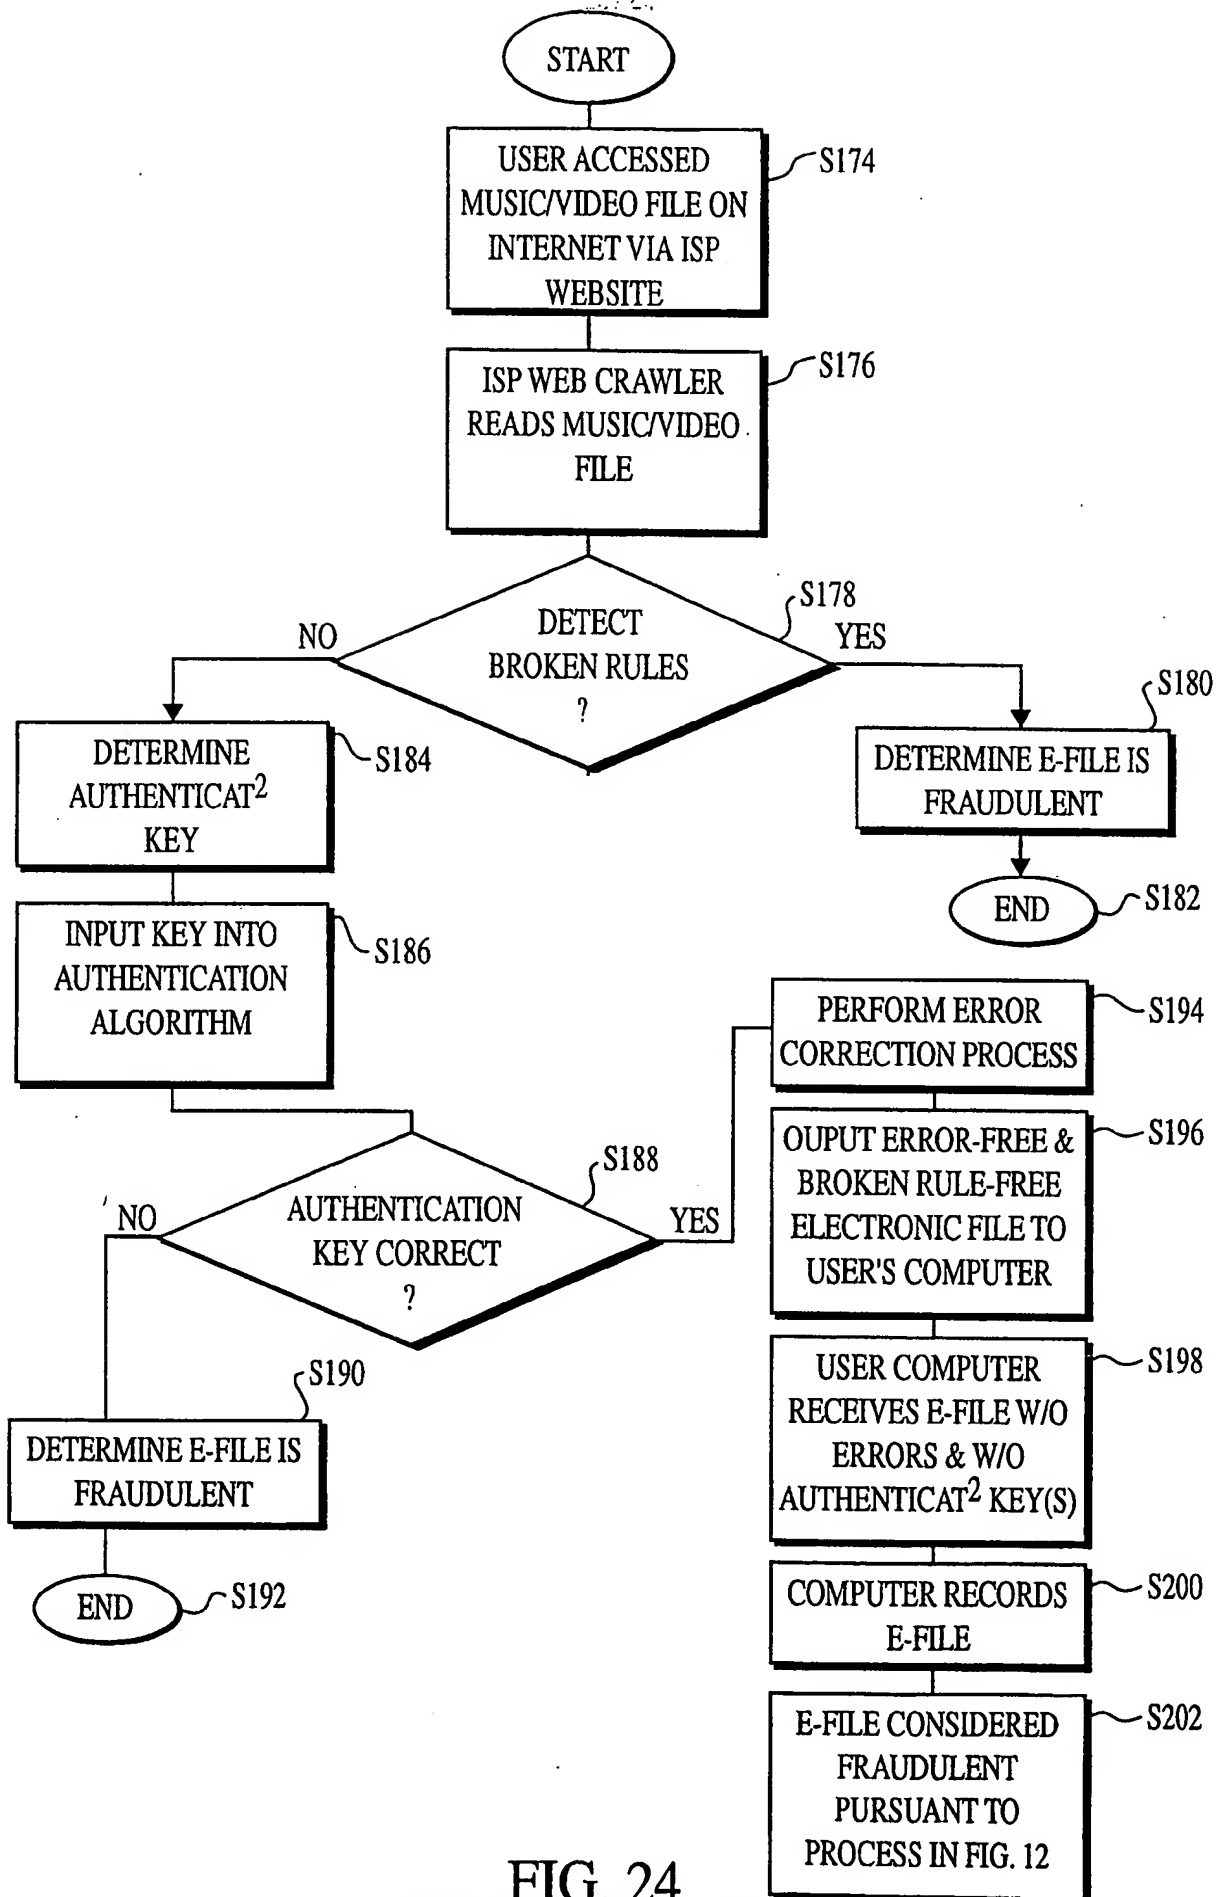 START
USER ACCESSED
MUSIC/VIDEO FILE ON
INTERNET VIA ISP
WEBSITE
S174
ISP WEB CRAWLER
READS MUSIC/VIDEO
FILE
S176
DETECT
BROKEN RULES
?
S178
NO
YES
DETERMINE
AUTHENTICAT²
KEY
S184
DETERMINE E-FILE IS
FRAUDULENT
S180
END
S182
INPUT KEY INTO
AUTHENTICATION
ALGORITHM
S186
AUTHENTICATION
KEY CORRECT
?
S188
NO
YES
DETERMINE E-FILE IS
FRAUDULENT
S190
END
S192
PERFORM ERROR
CORRECTION PROCESS
S194
OUPUT ERROR-FREE &
BROKEN RULE-FREE
ELECTRONIC FILE TO
USER'S COMPUTER
S196
USER COMPUTER
RECEIVES E-FILE W/O
ERRORS & W/O
AUTHENTICAT² KEY(S)
S198
COMPUTER RECORDS
E-FILE
S200
E-FILE CONSIDERED
FRAUDULENT
PURSUANT TO
PROCESS IN FIG. 12
S202
FIG. 24